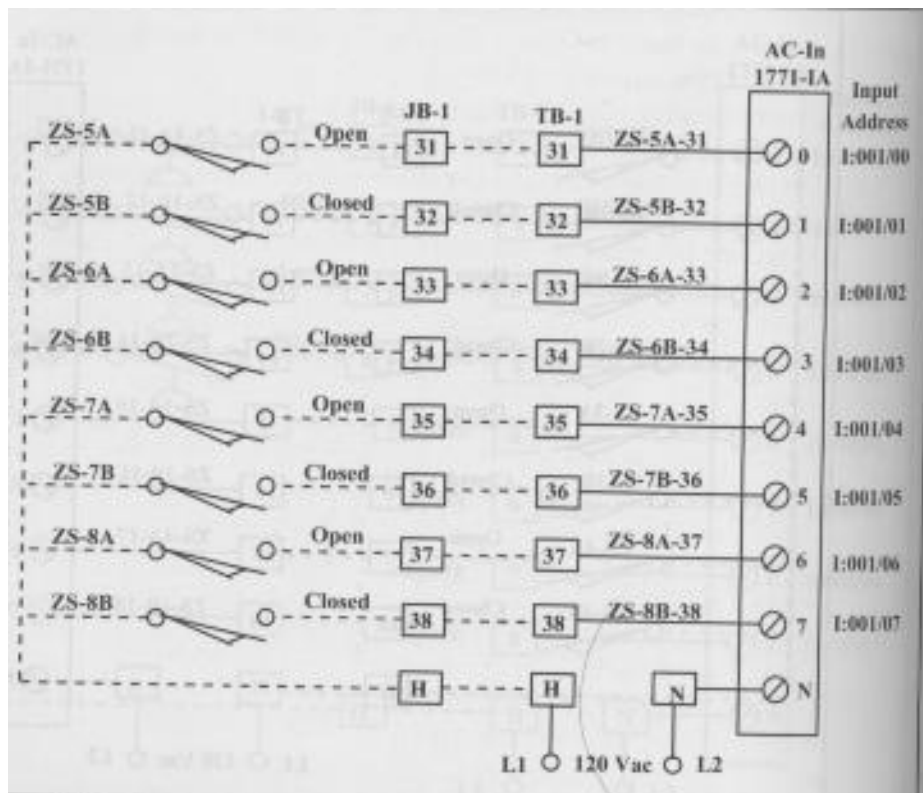 AC-In
1771-IA
Input
Address
JB-1 TB-1
ZS-5A Open 31 31 ZS-5A-31 0 I:001/00
ZS-5B Closed 32 32 ZS-5B-32 1 I:001/01
ZS-6A Open 33 33 ZS-6A-33 2 I:001/02
ZS-6B Closed 34 34 ZS-6B-34 3 I:001/03
ZS-7A Open 35 35 ZS-7A-35 4 I:001/04
ZS-7B Closed 36 36 ZS-7B-36 5 I:001/05
ZS-8A Open 37 37 ZS-8A-37 6 I:001/06
ZS-8B Closed 38 38 ZS-8B-38 7 I:001/07
H H N N
L1 120 Vac L2